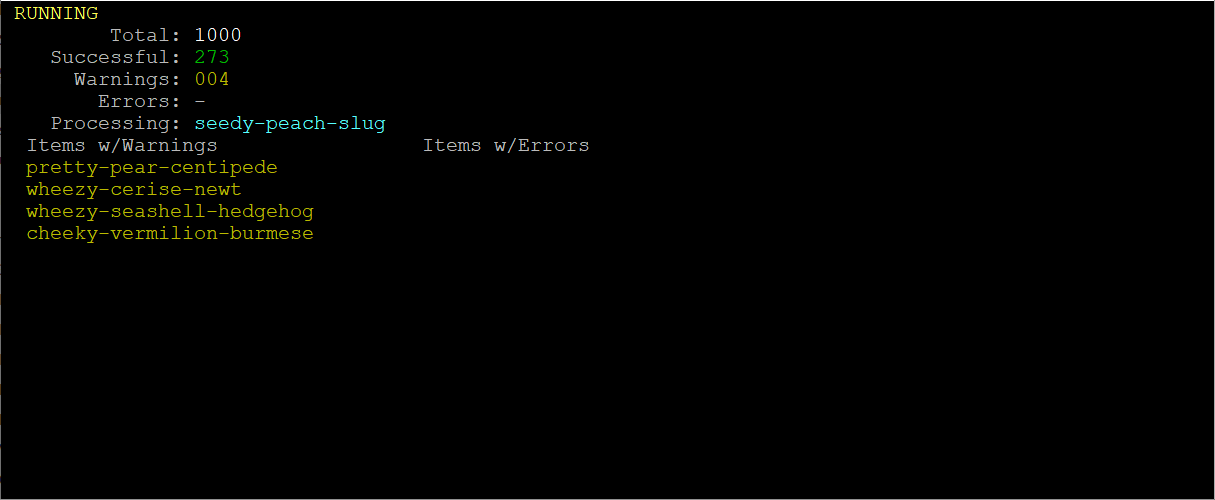 RUNNING
Total: 1000
Successful: 273
Warnings: 004
Errors: -
Processing: seedy-peach-slug
Items w/Warnings Items w/Errors
pretty-pear-centipede
wheezy-cerise-newt
wheezy-seashell-hedgehog
cheeky-vermilion-burmese